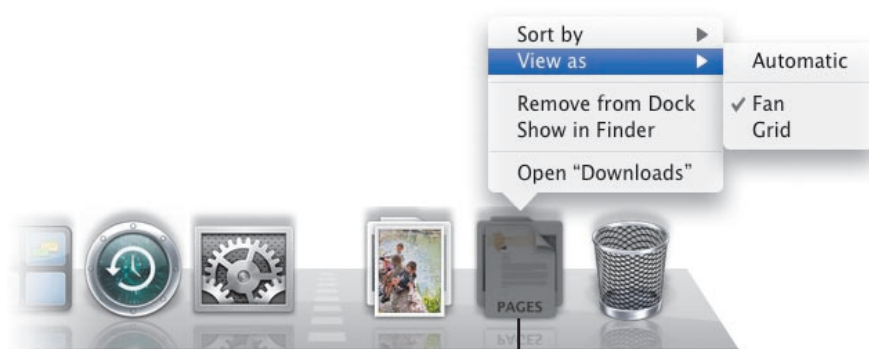 Sort by
View as
Remove from Dock
Show in Finder
Open “Downloads”
Automatic
✓ Fan
Grid
PAGES